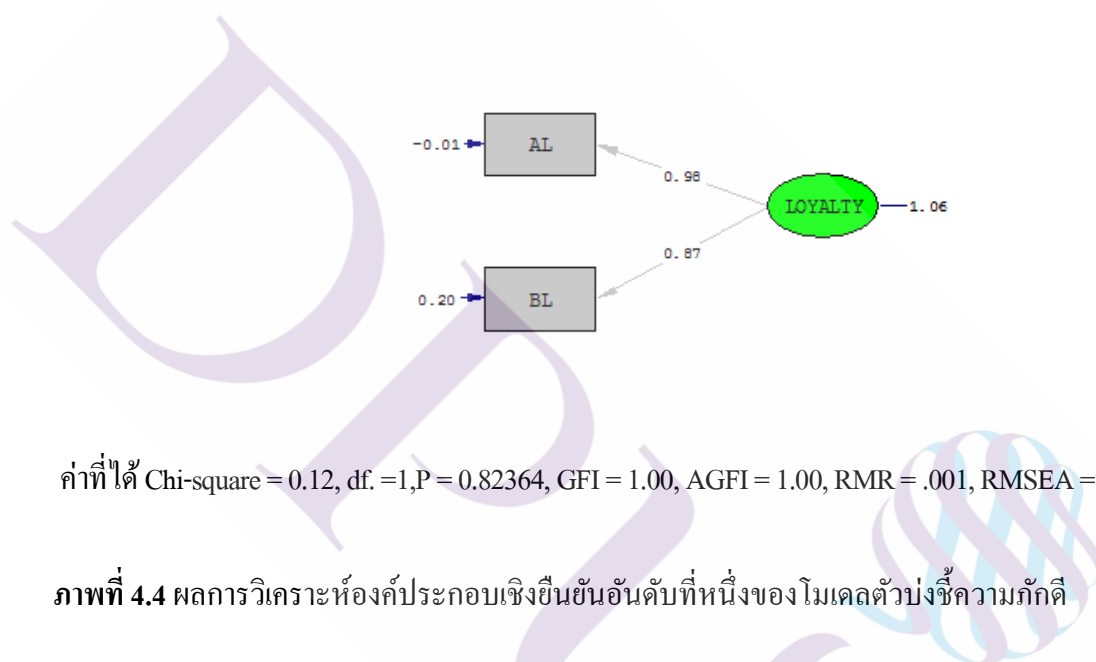 -0.01
AL
0.98
LOYALTY
1.06
0.87
0.20
BL
ค่าที่ได้ Chi-square = 0.12, df. =1,P = 0.82364, GFI = 1.00, AGFI = 1.00, RMR = .001, RMSEA =
ภาพที่ 4.4 ผลการวิเคราะห์องค์ประกอบเชิงยืนยันอันดับที่หนึ่งของโมเดลตัวบ่งชี้ความภักดี